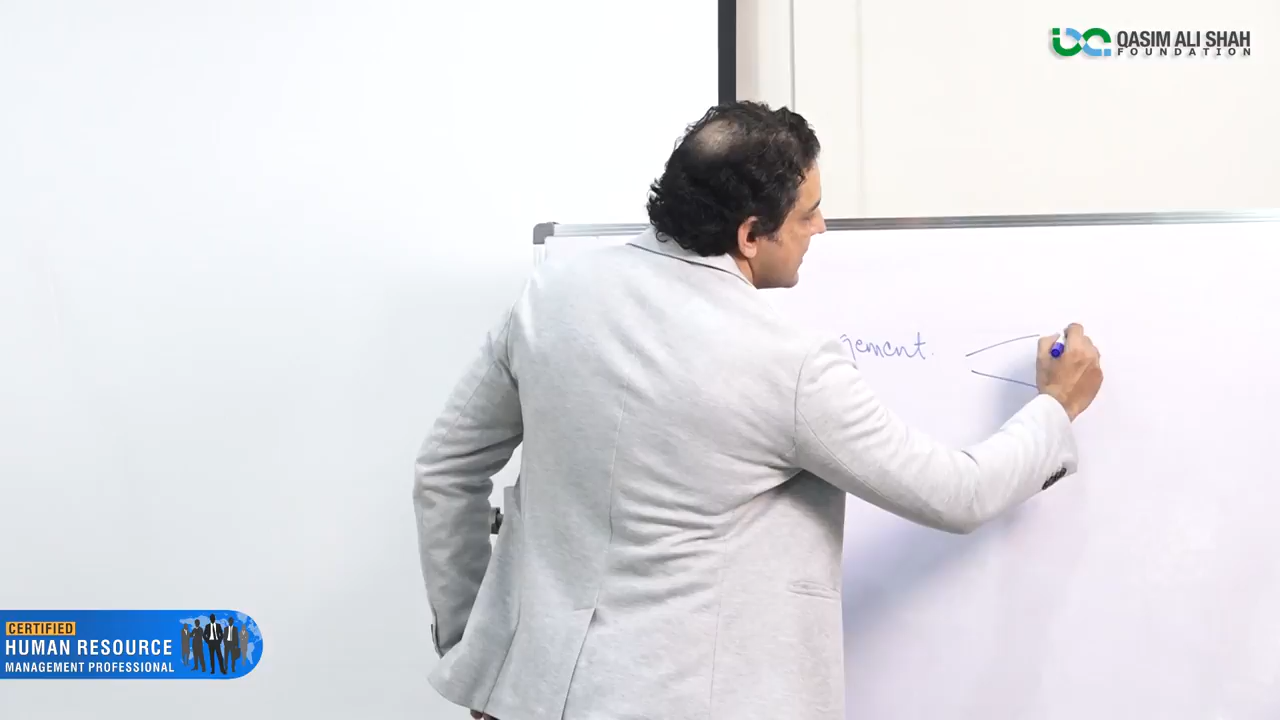 QASIM ALI SHAH
FOUNDATION
gement.
CERTIFIED
HUMAN RESOURCE
MANAGEMENT PROFESSIONAL